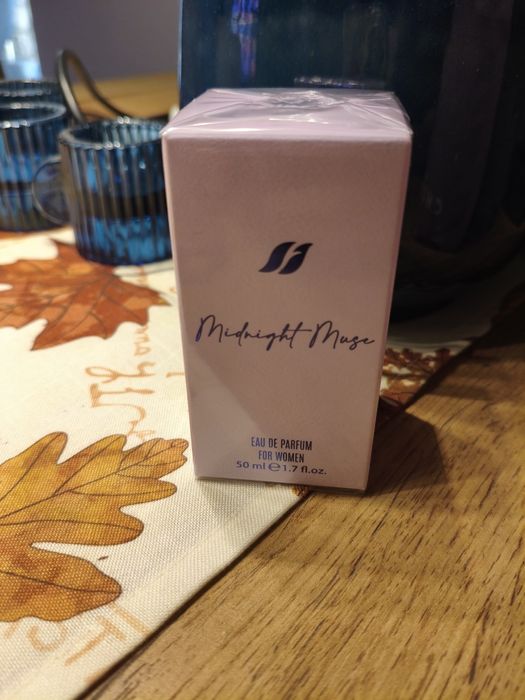 Midnight Muse
EAU DE PARFUM
FOR WOMEN
50 ml ℮ 1.7 fl.oz.